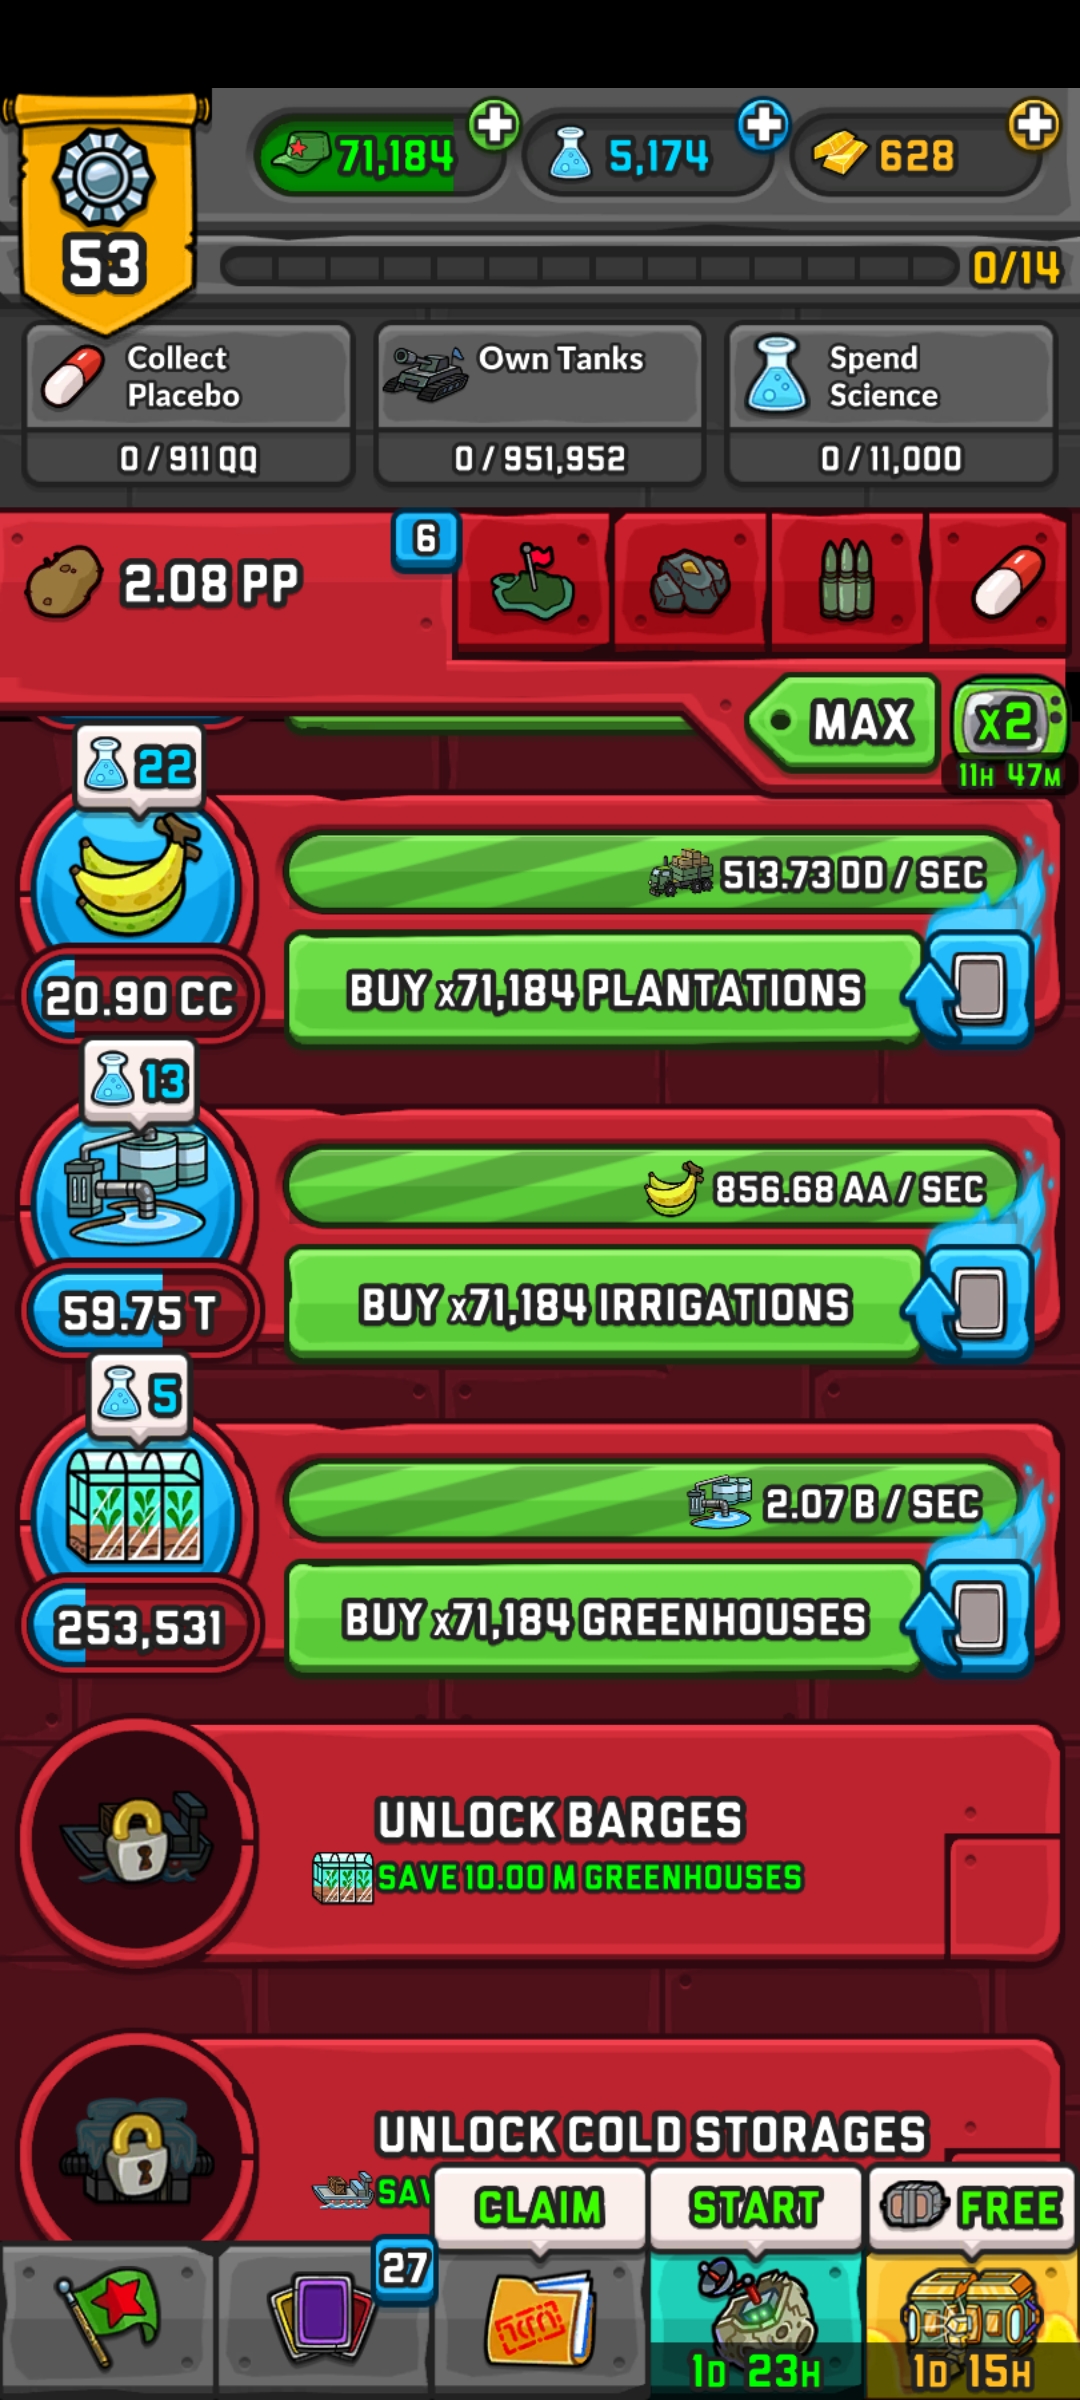 71,184
5,174
628
53
0/14
Collect
Placebo
Own Tanks
Spend
Science
0 / 911 QQ
0 / 951,952
0 / 11,000
2.08 PP
6
MAX
x2
11H 47M
22
513.73 DD / SEC
20.90 CC
BUY x71,184 PLANTATIONS
13
856.68 AA / SEC
59.75 T
BUY x71,184 IRRIGATIONS
5
2.07 B / SEC
253,531
BUY x71,184 GREENHOUSES
UNLOCK BARGES
SAVE 10.00 M GREENHOUSES
UNLOCK COLD STORAGES
CLAIM
START
FREE
27
1D 23H
1D 15H